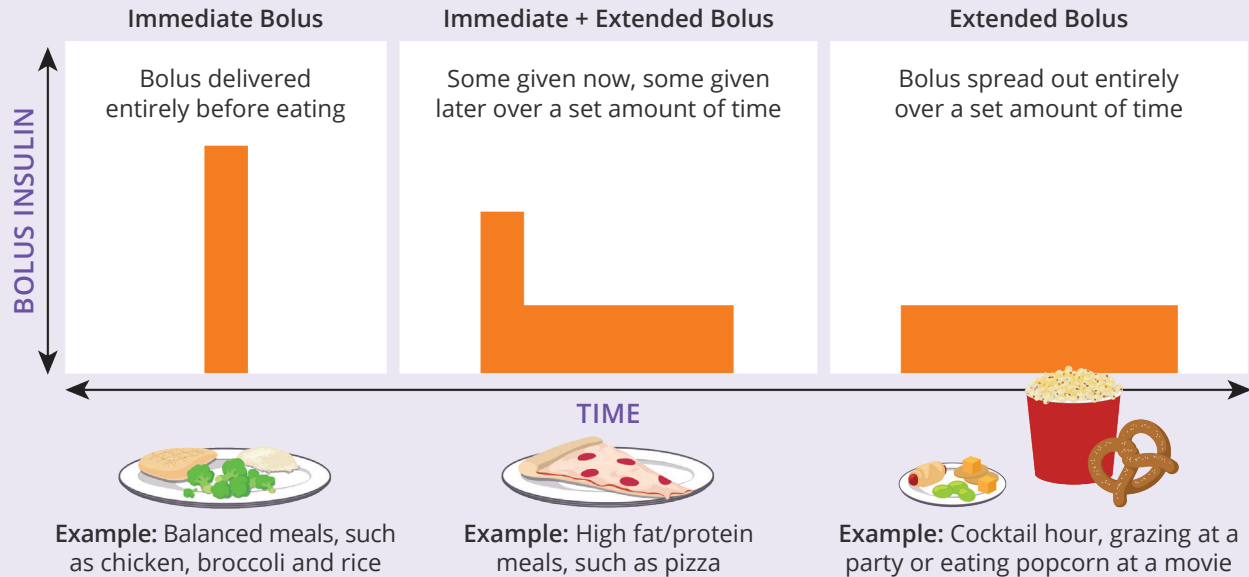 Immediate Bolus
Bolus delivered
entirely before eating
Immediate + Extended Bolus
Some given now, some given
later over a set amount of time
Extended Bolus
Bolus spread out entirely
over a set amount of time
BOLUS INSULIN
TIME
Example: Balanced meals, such
as chicken, broccoli and rice
Example: High fat/protein
meals, such as pizza
Example: Cocktail hour, grazing at a
party or eating popcorn at a movie